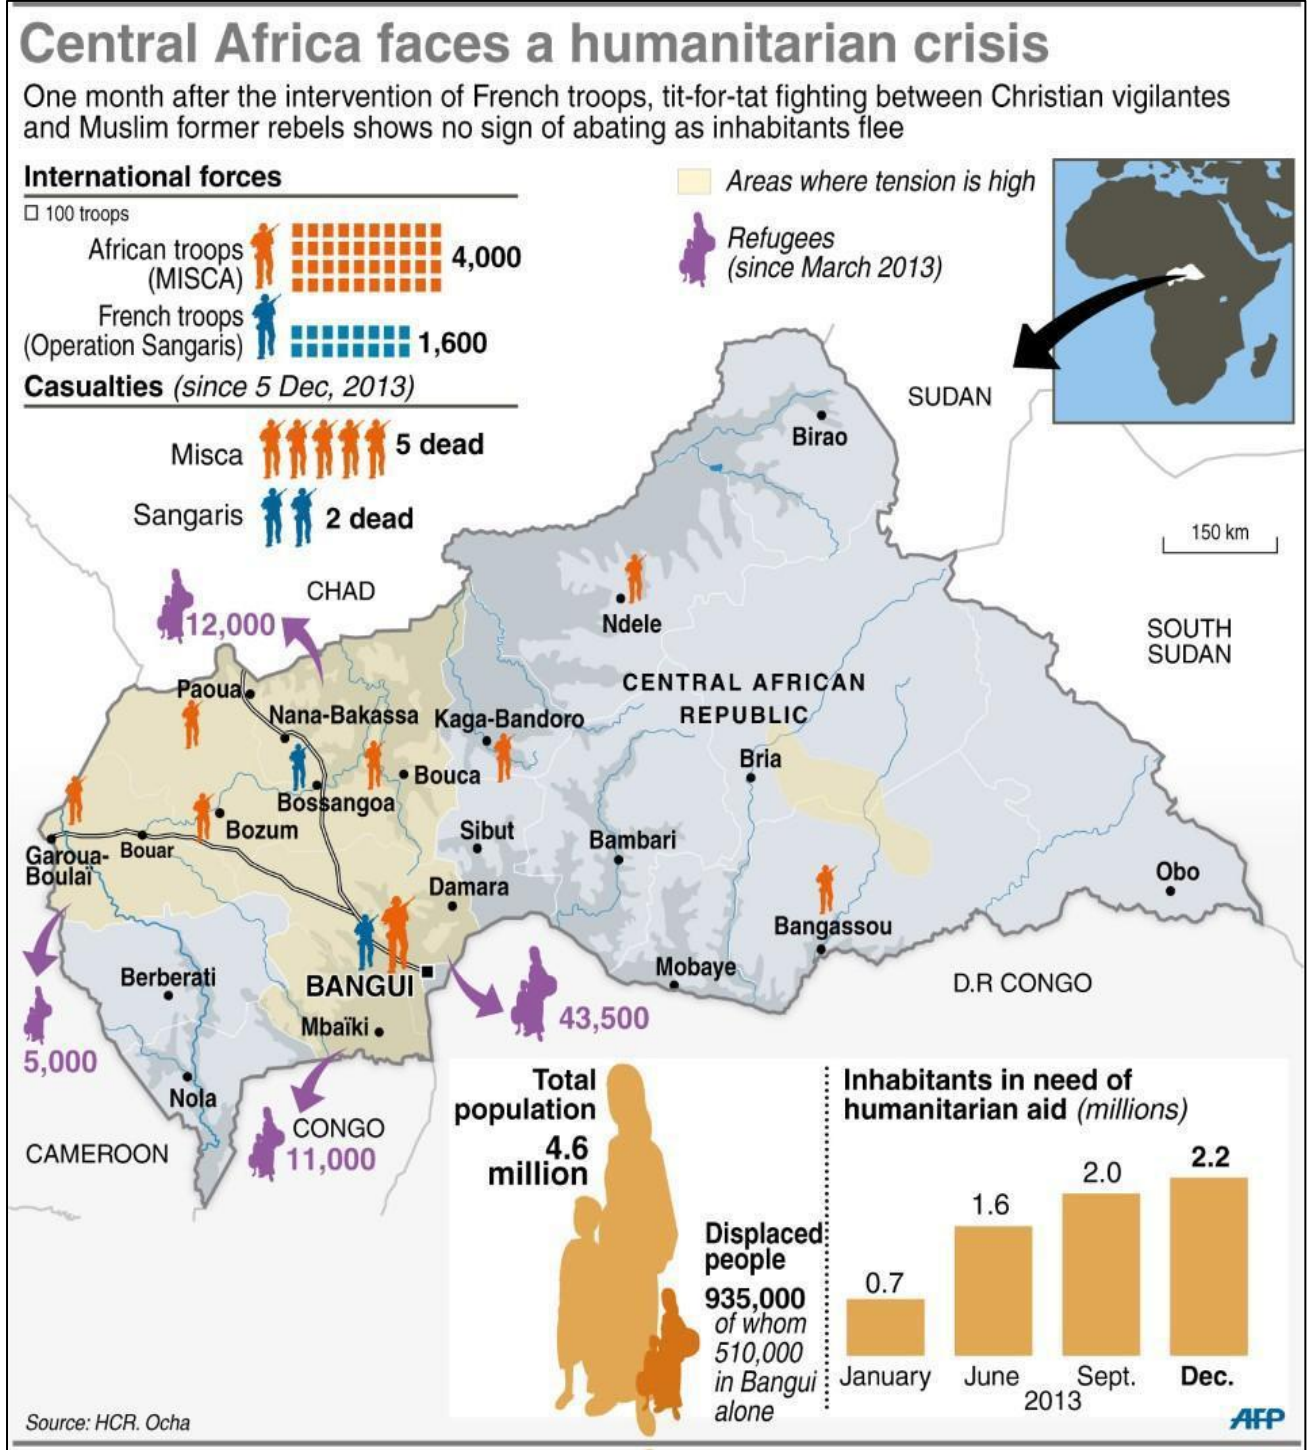 Central Africa faces a humanitarian crisis
One month after the intervention of French troops, tit-for-tat fighting between Christian vigilantes
and Muslim former rebels shows no sign of abating as inhabitants flee
International forces
100 troops
African troops
(MISCA)
4,000
French troops
(Operation Sangaris)
1,600
Casualties (since 5 Dec, 2013)
Misca
5 dead
Sangaris
2 dead
Areas where tension is high
Refugees
(since March 2013)
SUDAN
Birao
150 km
CHAD
12,000
Ndele
SOUTH
SUDAN
CENTRAL AFRICAN
REPUBLIC
Paoua
Nana-Bakassa
Kaga-Bandoro
Bria
Bouca
Bossangoa
Bozum
Sibut
Bambari
Garoua-
Boulaï
Bouar
Damara
Obo
Bangassou
Berberati
BANGUI
Mobaye
D.R CONGO
43,500
Mbaïki
5,000
Nola
CONGO
11,000
CAMEROON
Total
population
4.6
million
Displaced
people
935,000
of whom
510,000
in Bangui
alone
Inhabitants in need of
humanitarian aid (millions)
0.7
1.6
2.0
2.2
January
June
Sept.
Dec.
2013
Source: HCR. Ocha
AFP